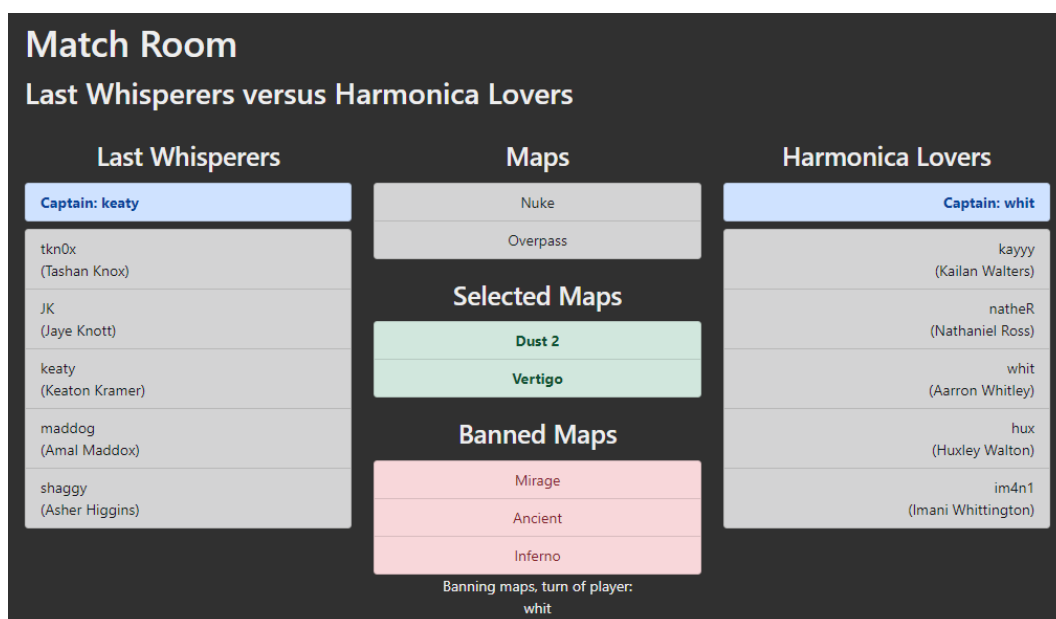 Match Room
Last Whisperers versus Harmonica Lovers
Last Whisperers
Captain: keaty
tkn0x
(Tashan Knox)
JK
(Jaye Knott)
keaty
(Keaton Kramer)
maddog
(Amal Maddox)
shaggy
(Asher Higgins)
Maps
Nuke
Overpass
Selected Maps
Dust 2
Vertigo
Banned Maps
Mirage
Ancient
Inferno
Banning maps, turn of player:
whit
Harmonica Lovers
Captain: whit
kayyy
(Kailan Walters)
natheR
(Nathaniel Ross)
whit
(Aarron Whitley)
hux
(Huxley Walton)
im4n1
(Imani Whittington)